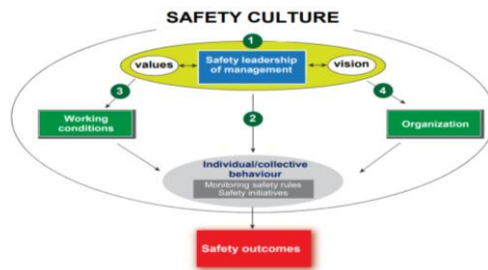 SAFETY CULTURE
1
values
Safety leadership
of management
vision
3
4
Working
conditions
2
Organization
Individual/collective
behaviour
Monitoring safety rules
Safety initiatives
Safety outcomes